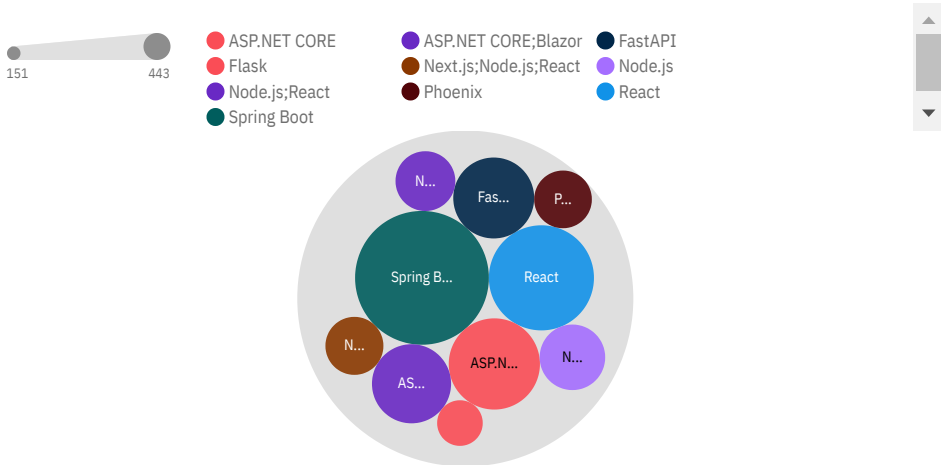 151 443
ASP.NET CORE ASP.NET CORE;Blazor FastAPI
Flask Next.js;Node.js;React Node.js
Node.js;React Phoenix React
Spring Boot
N...
Fas...
P...
Spring B...
React
N...
ASP.N...
N...
AS...